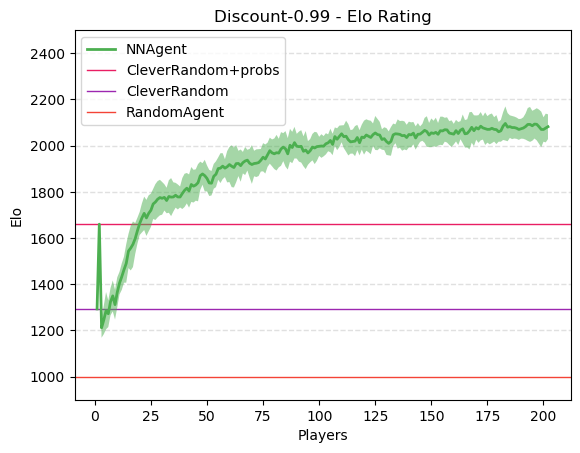 Discount-0.99 - Elo Rating
NNAgent
CleverRandom+probs
CleverRandom
RandomAgent
2400
2200
2000
1800
1600
1400
1200
1000
Elo
0 25 50 75 100 125 150 175 200
Players